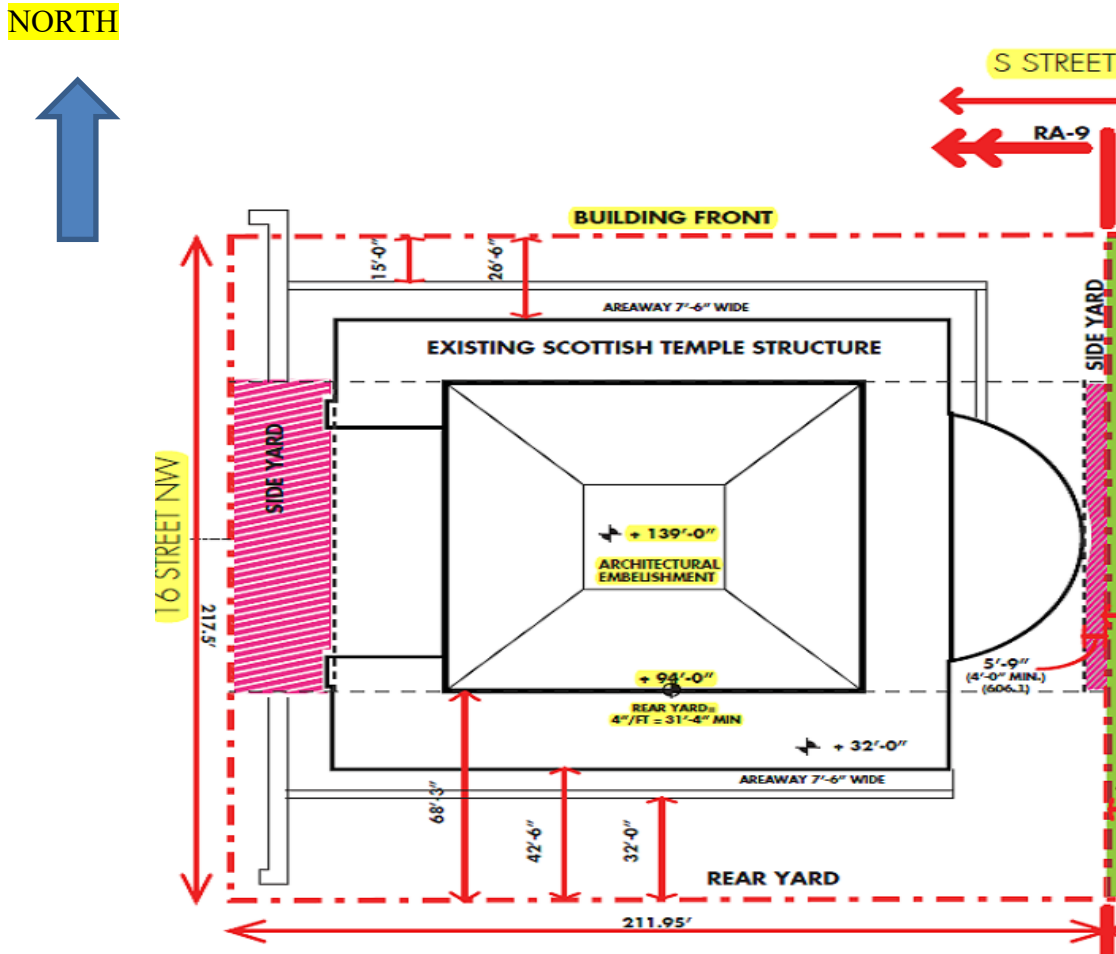 NORTH
S STREET
RA-9
BUILDING FRONT
15'-0"
26'-6"
AREAWAY 7'-6" WIDE
SIDE YARD
EXISTING SCOTTISH TEMPLE STRUCTURE
SIDE YARD
16 STREET NW
+ 139'-0"
ARCHITECTURAL
EMBELISHMENT
217.5'
5'-9"
(4'-0" MIN.)
(606.1)
+ 94'-0"
REAR YARD=
4"/FT = 31'-4" MIN
+ 32'-0"
AREAWAY 7'-6" WIDE
68'-3"
42'-6"
32'-0"
REAR YARD
211.95'